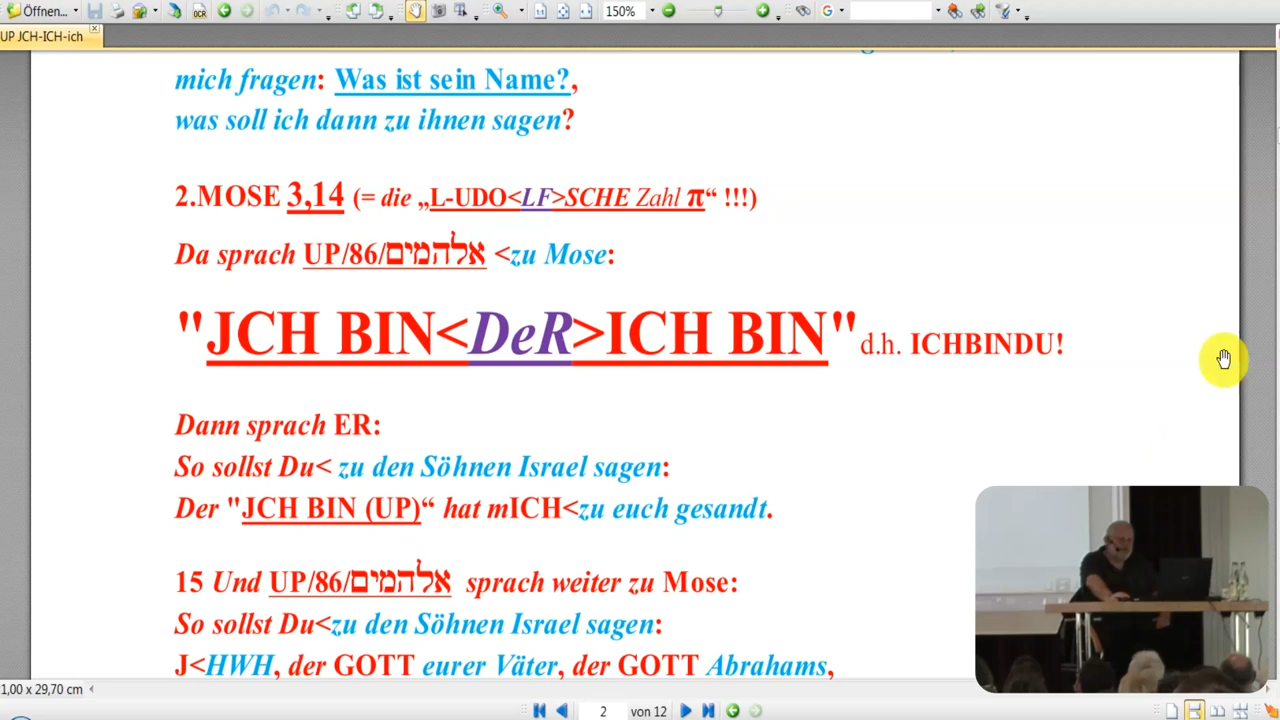 Öffnen...
OCR
150%
G
UP JCH-ICH-ich
mich fragen: Was ist sein Name?,
was soll ich dann zu ihnen sagen?
2.MOSE 3,14 (= die „L-UDO<LF>SCHE Zahl π“ !!!)
Da sprach UP/86/אלהמים <zu Mose:
"JCH BIN<DeR>ICH BIN" d.h. ICHBINDU!
Dann sprach ER:
So sollst Du< zu den Söhnen Israel sagen:
Der "JCH BIN (UP)“ hat mICH<zu euch gesandt.
15 Und UP/86/אלהמים sprach weiter zu Mose:
So sollst Du<zu den Söhnen Israel sagen:
J<HWH, der GOTT eurer Väter, der GOTT Abrahams,
1,00 x 29,70 cm
2 von 12